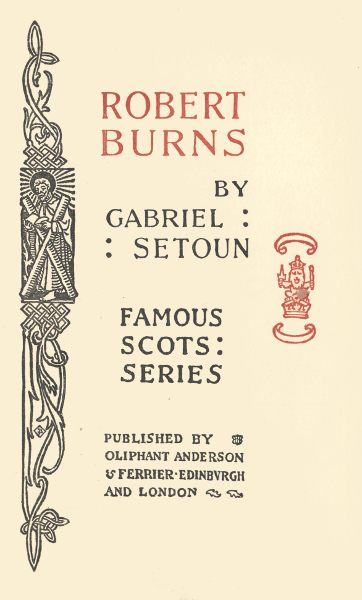 ROBERT
BURNS
BY
GABRIEL :
: SETOUN
FAMOUS
SCOTS:
SERIES
PUBLISHED BY
OLIPHANT ANDERSON
& FERRIER · EDINBVRGH
AND LONDON